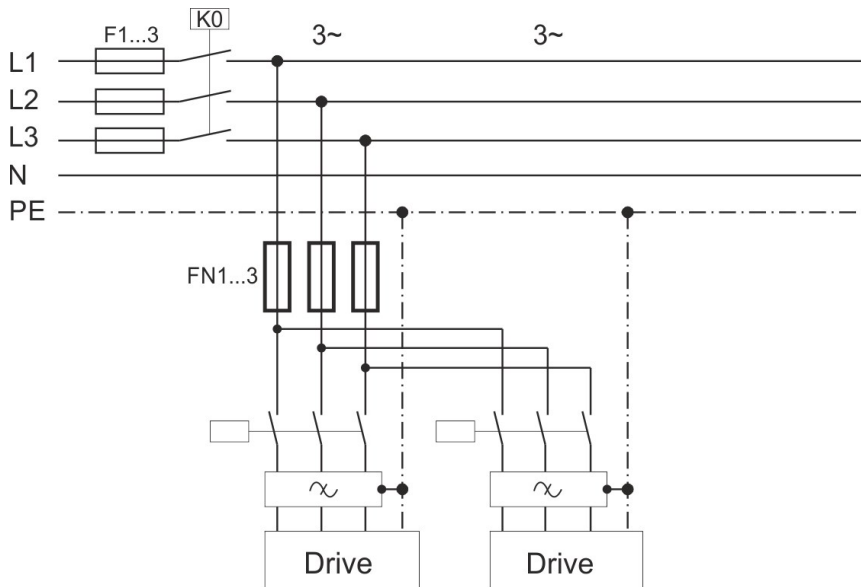 K0
F1...3
3~
3~
L1
L2
L3
N
PE
FN1...3
Drive
Drive